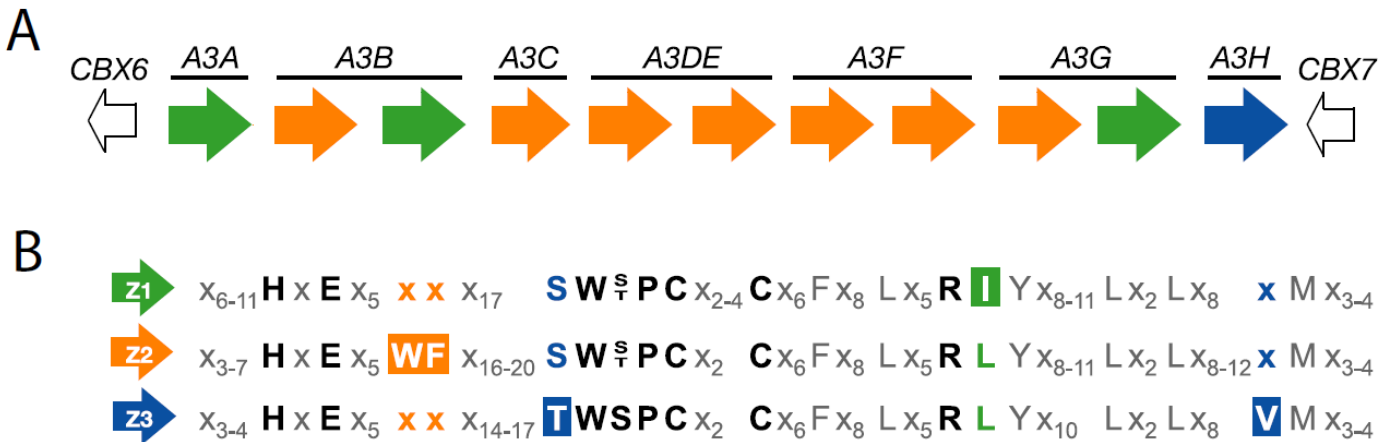 A
CBX6 A3A A3B A3C A3DE A3F A3G A3H CBX7
B
Z1 x6-11 H x E x5 x x x17 S W S/T P C x2-4 C x6 F x8 L x5 R I Y x8-11 L x2 L x8 x M x3-4
Z2 x3-7 H x E x5 WF x16-20 S W S/T P C x2 C x6 F x8 L x5 R L Y x8-11 L x2 L x8-12 x M x3-4
Z3 x3-4 H x E x5 x x x14-17 T W S P C x2 C x6 F x8 L x5 R L Y x10 L x2 L x8 V M x3-4